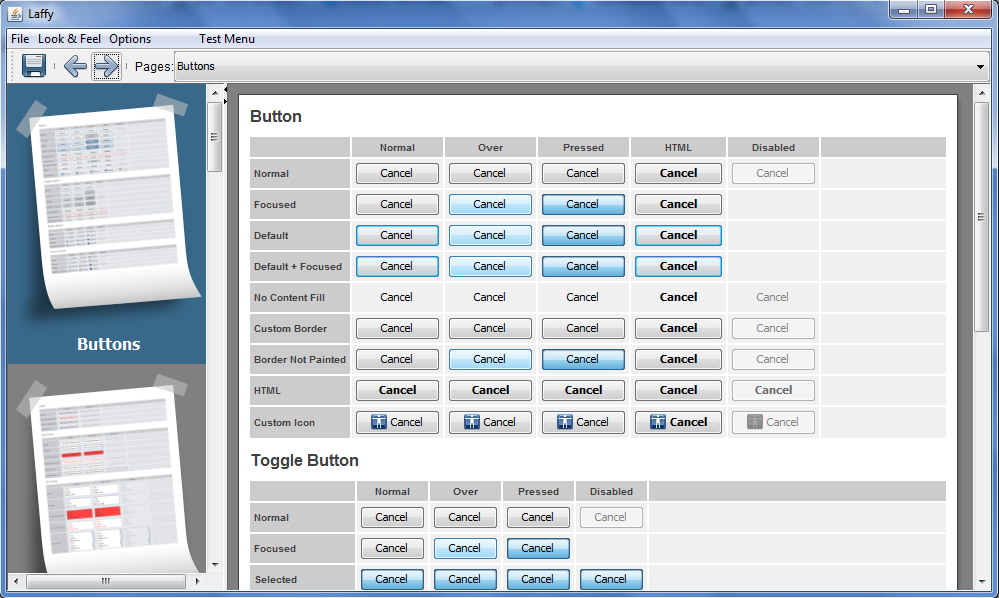 Laffy
File Look & Feel Options Test Menu
Pages: Buttons
Buttons
Button
Normal Over Pressed HTML Disabled
Normal Cancel Cancel Cancel Cancel Cancel
Focused Cancel Cancel Cancel Cancel
Default Cancel Cancel Cancel Cancel
Default + Focused Cancel Cancel Cancel Cancel
No Content Fill Cancel Cancel Cancel Cancel Cancel
Custom Border Cancel Cancel Cancel Cancel Cancel
Border Not Painted Cancel Cancel Cancel Cancel Cancel
HTML Cancel Cancel Cancel Cancel Cancel
Custom Icon Cancel Cancel Cancel Cancel Cancel
Toggle Button
Normal Over Pressed Disabled
Normal Cancel Cancel Cancel Cancel
Focused Cancel Cancel Cancel
Selected Cancel Cancel Cancel Cancel